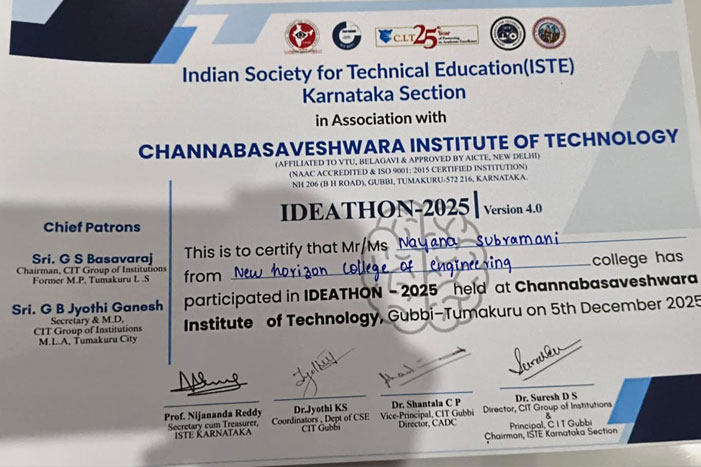 C.I.T 25 Year
Indian Society for Technical Education(ISTE)
Karnataka Section
in Association with
CHANNABASAVESHWARA INSTITUTE OF TECHNOLOGY
(AFFILIATED TO VTU, BELAGAVI & APPROVED BY AICTE, NEW DELHI)
(NAAC ACCREDITED & ISO 9001: 2015 CERTIFIED INSTITUTION)
NH 206 (B H ROAD), GUBBI, TUMAKURU-572 216, KARNATAKA.
IDEATHON-2025 Version 4.0
This is to certify that Mr/Ms Nayana Subramani
from New horizon College of engineering college has
participated in IDEATHON - 2025 held at Channabasaveshwara
Institute of Technology, Gubbi-Tumakuru on 5th December 2025
Chief Patrons
Sri. G S Basavaraj
Chairman, CIT Group of Institutions
Former M.P, Tumakuru L .S
Sri. G B Jyothi Ganesh
Secretary & M.D,
CIT Group of Institutions
M.L.A, Tumakuru City
Prof. Nijananda Reddy
Secretary cum Treasurer,
ISTE KARNATAKA
Dr.Jyothi KS
Coordinators , Dept of CSE
CIT Gubbi
Dr. Shantala C P
Vice-Principal, CIT Gubbi
Director, CADC
Dr. Suresh D S
Director, CIT Group of Institutions
&
Principal, C I T Gubbi
Chairman, ISTE Karnataka Section